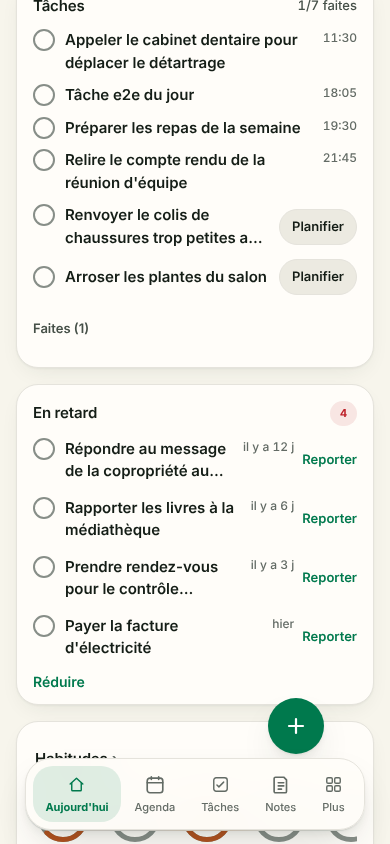 Tâches 1/7 faites
Appeler le cabinet dentaire pour 11:30
déplacer le détartrage
Tâche e2e du jour 18:05
Préparer les repas de la semaine 19:30
Relire le compte rendu de la 21:45
réunion d'équipe
Renvoyer le colis de
chaussures trop petites a... Planifier
Arroser les plantes du salon Planifier
Faites (1)
En retard 4
Répondre au message il y a 12 j
de la copropriété au... Reporter
Rapporter les livres à la il y a 6 j
médiathèque Reporter
Prendre rendez-vous il y a 3 j
pour le contrôle... Reporter
Payer la facture hier
d'électricité Reporter
Réduire
+
Habitudes ›
Aujourd'hui Agenda Tâches Notes Plus